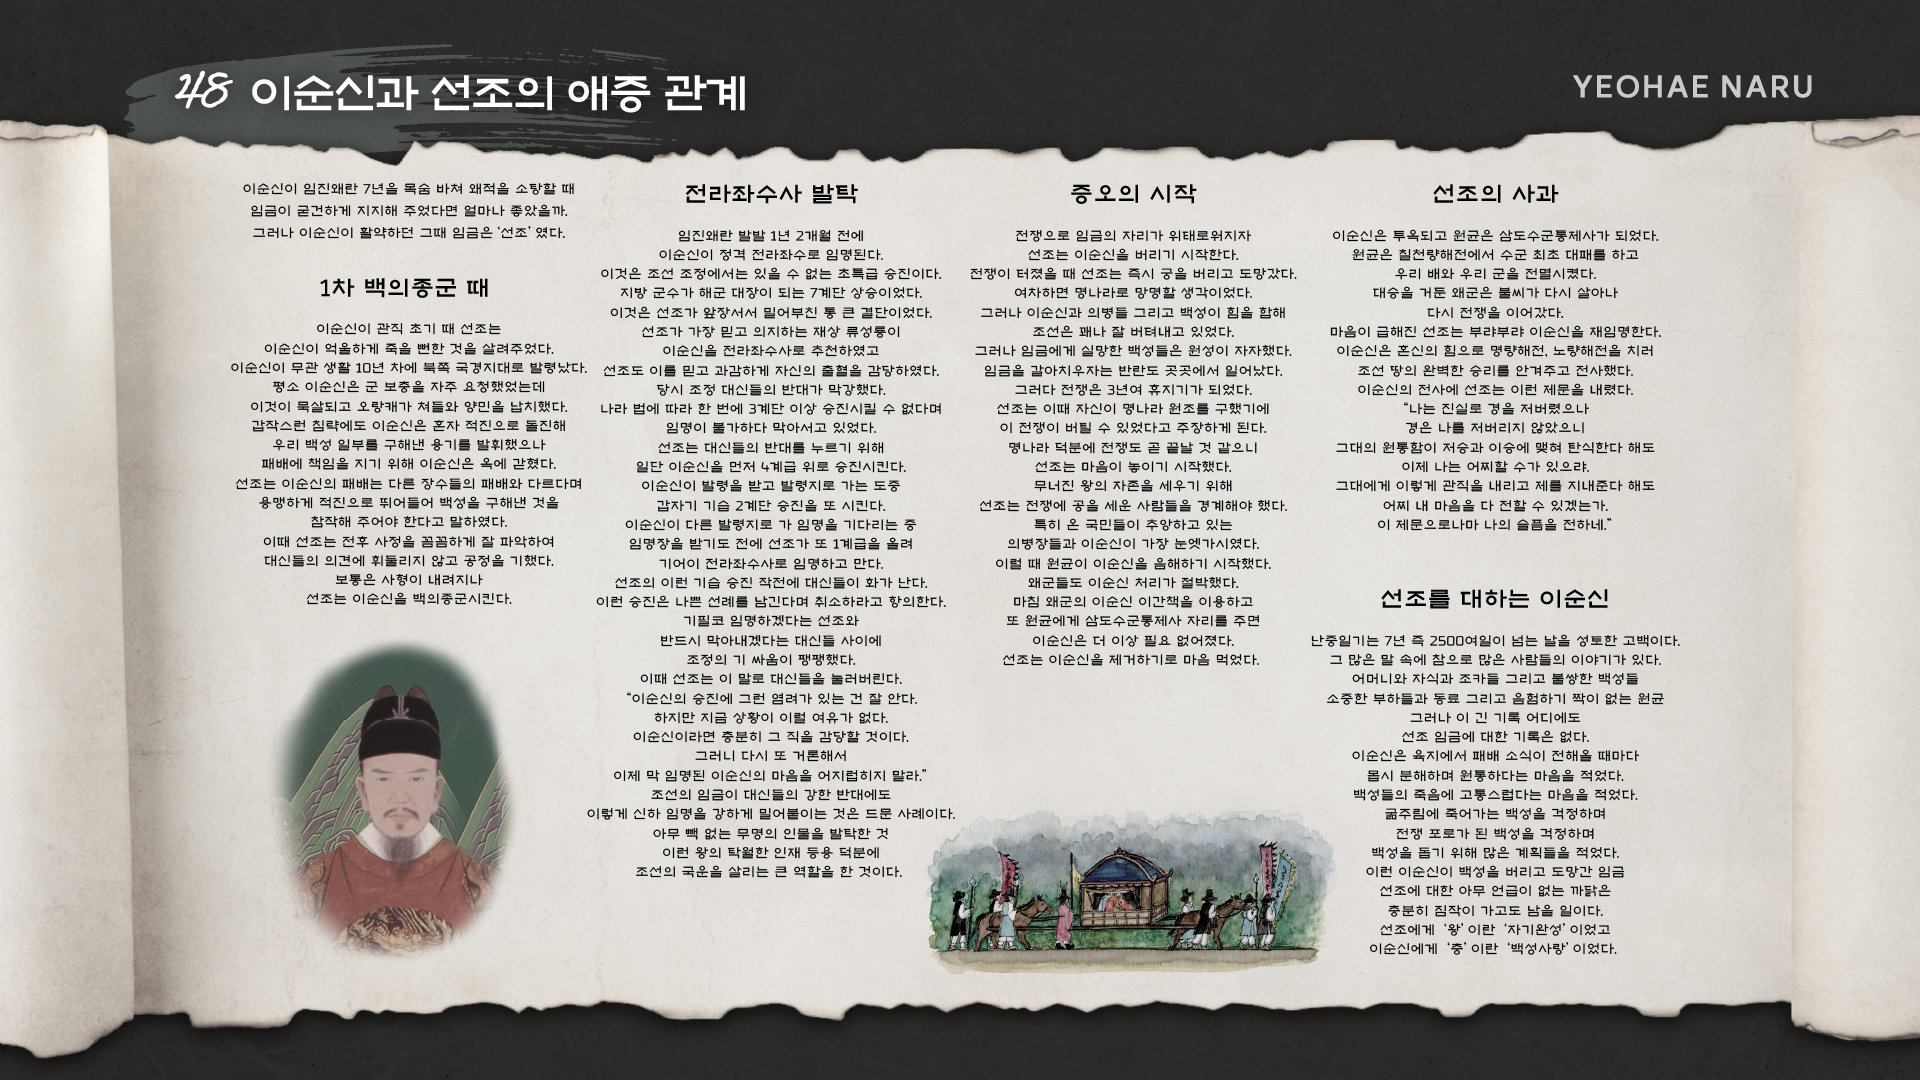 48 이순신과 선조의 애증 관계
YEOHAE NARU
이순신이 임진왜란 7년을 목숨 바쳐 왜적을 소탕할 때
임금이 굳건하게 지지해 주었다면 얼마나 좋았을까.
그러나 이순신이 활약하던 그때 임금은 ‘선조’ 였다.
1차 백의종군 때
이순신이 관직 초기 때 선조는
이순신이 억울하게 죽을 뻔한 것을 살려주었다.
이순신이 무관 생활 10년 차에 북쪽 국경지대로 발령났다.
평소 이순신은 군 보충을 자주 요청했었는데
이것이 묵살되고 오랑캐가 쳐들와 양민을 납치했다.
갑작스런 침략에도 이순신은 혼자 적진으로 돌진해
우리 백성 일부를 구해낸 용기를 발휘했으나
패배에 책임을 지기 위해 이순신은 옥에 갇혔다.
선조는 이순신의 패배는 다른 장수들의 패배와 다르다며
용맹하게 적진으로 뛰어들어 백성을 구해낸 것을
참작해 주어야 한다고 말하였다.
이때 선조는 전후 사정을 꼼꼼하게 잘 파악하여
대신들의 의견에 휘둘리지 않고 공정을 기했다.
보통은 사형이 내려지나
선조는 이순신을 백의종군시킨다.
전라좌수사 발탁
임진왜란 발발 1년 2개월 전에
이순신이 정격 전라좌수로 임명된다.
이것은 조선 조정에서는 있을 수 없는 초특급 승진이다.
지방 군수가 해군 대장이 되는 7계단 상승이었다.
이것은 선조가 앞장서서 밀어부친 통 큰 결단이었다.
선조가 가장 믿고 의지하는 재상 류성룡이
이순신을 전라좌수사로 추천하였고
선조도 이를 믿고 과감하게 자신의 출혈을 감당하였다.
당시 조정 대신들의 반대가 막강했다.
나라 법에 따라 한 번에 3계단 이상 승진시킬 수 없다며
임명이 불가하다 막아서고 있었다.
선조는 대신들의 반대를 누르기 위해
일단 이순신을 먼저 4계급 위로 승진시킨다.
이순신이 발령을 받고 발령지로 가는 도중
갑자기 기습 2계단 승진을 또 시킨다.
이순신이 다른 발령지로 가 임명을 기다리는 중
임명장을 받기도 전에 선조가 또 1계급을 올려
기어이 전라좌수사로 임명하고 만다.
선조의 이런 기습 승진 작전에 대신들이 화가 난다.
이런 승진은 나쁜 선례를 남긴다며 취소하라고 항의한다.
기필코 임명하겠다는 선조와
반드시 막아내겠다는 대신들 사이에
조정의 기 싸움이 팽팽했다.
이때 선조는 이 말로 대신들을 눌러버린다.
“이순신의 승진에 그런 염려가 있는 건 잘 안다.
하지만 지금 상황이 이럴 여유가 없다.
이순신이라면 충분히 그 직을 감당할 것이다.
그러니 다시 또 거론해서
이제 막 임명된 이순신의 마음을 어지럽히지 말라.”
조선의 임금이 대신들의 강한 반대에도
이렇게 신하 임명을 강하게 밀어붙이는 것은 드문 사례이다.
아무 빽 없는 무명의 인물을 발탁한 것
이런 왕의 탁월한 인재 등용 덕분에
조선의 국운을 살리는 큰 역할을 한 것이다.
증오의 시작
전쟁으로 임금의 자리가 위태로워지자
선조는 이순신을 버리기 시작한다.
전쟁이 터졌을 때 선조는 즉시 궁을 버리고 도망갔다.
여차하면 명나라로 망명할 생각이었다.
그러나 이순신과 의병들 그리고 백성이 힘을 합해
조선은 꽤나 잘 버텨내고 있었다.
그러나 임금에게 실망한 백성들은 원성이 자자했다.
임금을 갈아치우자는 반란도 곳곳에서 일어났다.
그러다 전쟁은 3년여 휴지기가 되었다.
선조는 이때 자신이 명나라 원조를 구했기에
이 전쟁이 버틸 수 있었다고 주장하게 된다.
명나라 덕분에 전쟁도 곧 끝날 것 같으니
선조는 마음이 놓이기 시작했다.
무너진 왕의 자존을 세우기 위해
선조는 전쟁에 공을 세운 사람들을 경계해야 했다.
특히 온 국민들이 추앙하고 있는
의병장들과 이순신이 가장 눈엣가시였다.
이럴 때 원균이 이순신을 음해하기 시작했다.
왜군들도 이순신 처리가 절박했다.
마침 왜군의 이순신 이간책을 이용하고
또 원균에게 삼도수군통제사 자리를 주면
이순신은 더 이상 필요 없어졌다.
선조는 이순신을 제거하기로 마음 먹었다.
선조의 사과
이순신은 투옥되고 원균은 삼도수군통제사가 되었다.
원균은 칠천량해전에서 수군 최초 대패를 하고
우리 배와 우리 군을 전멸시켰다.
대승을 거둔 왜군은 불씨가 다시 살아나
다시 전쟁을 이어갔다.
마음이 급해진 선조는 부랴부랴 이순신을 재임명한다.
이순신은 혼신의 힘으로 명량해전, 노량해전을 치러
조선 땅의 완벽한 승리를 안겨주고 전사했다.
이순신의 전사에 선조는 이런 제문을 내렸다.
“나는 진실로 경을 저버렸으나
경은 나를 저버리지 않았으니
그대의 원통함이 저승과 이승에 맺혀 탄식한다 해도
이제 나는 어찌할 수가 있으랴.
그대에게 이렇게 관직을 내리고 제를 지내준다 해도
어찌 내 마음을 다 전할 수 있겠는가.
이 제문으로나마 나의 슬픔을 전하네.”
선조를 대하는 이순신
난중일기는 7년 즉 2500여일이 넘는 날을 성토한 고백이다.
그 많은 말 속에 참으로 많은 사람들의 이야기가 있다.
어머니와 자식과 조카들 그리고 불쌍한 백성들
소중한 부하들과 동료 그리고 음험하기 짝이 없는 원균
그러나 이 긴 기록 어디에도
선조 임금에 대한 기록은 없다.
이순신은 육지에서 패배 소식이 전해올 때마다
몹시 분해하며 원통하다는 마음을 적었다.
백성들의 죽음에 고통스럽다는 마음을 적었다.
굶주림에 죽어가는 백성을 걱정하며
전쟁 포로가 된 백성을 걱정하며
백성을 돕기 위해 많은 계획들을 적었다.
이런 이순신이 백성을 버리고 도망간 임금
선조에 대한 아무 언급이 없는 까닭은
충분히 짐작이 가고도 남을 일이다.
선조에게 ‘왕’ 이란 ‘자기완성’ 이었고
이순신에게 ‘충’ 이란 ‘백성사랑’ 이었다.